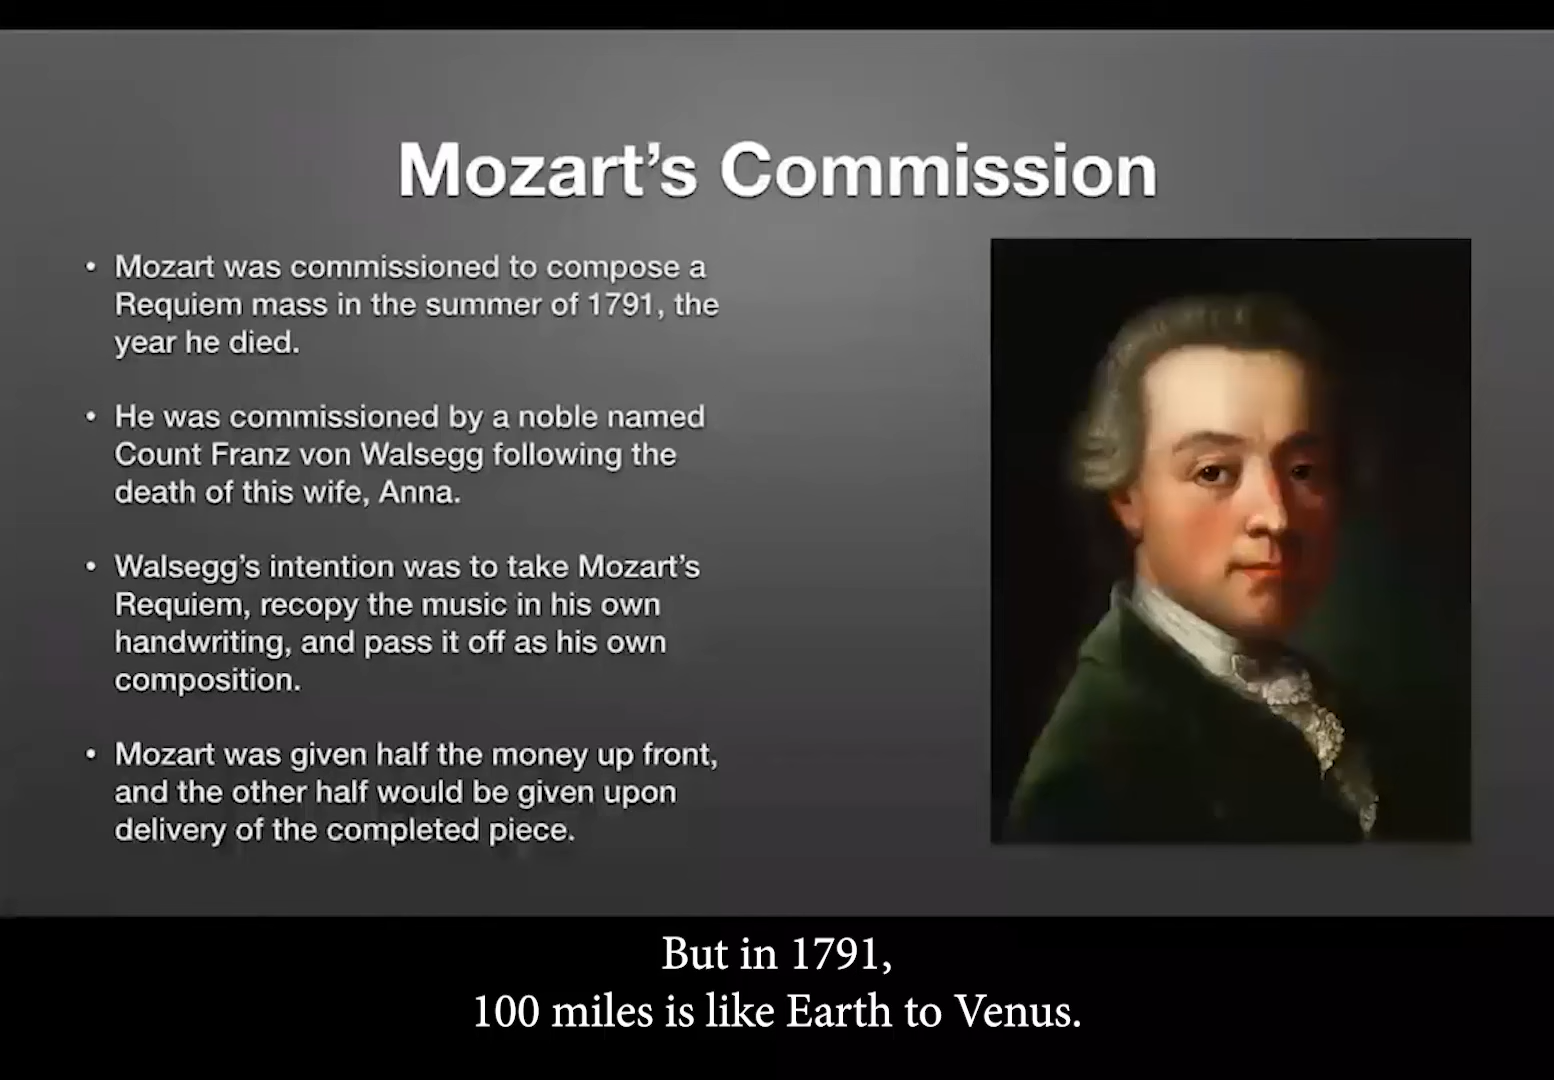 Mozart’s Commission
• Mozart was commissioned to compose a
Requiem mass in the summer of 1791, the
year he died.
• He was commissioned by a noble named
Count Franz von Walsegg following the
death of this wife, Anna.
• Walsegg’s intention was to take Mozart’s
Requiem, recopy the music in his own
handwriting, and pass it off as his own
composition.
• Mozart was given half the money up front,
and the other half would be given upon
delivery of the completed piece.
But in 1791,
100 miles is like Earth to Venus.